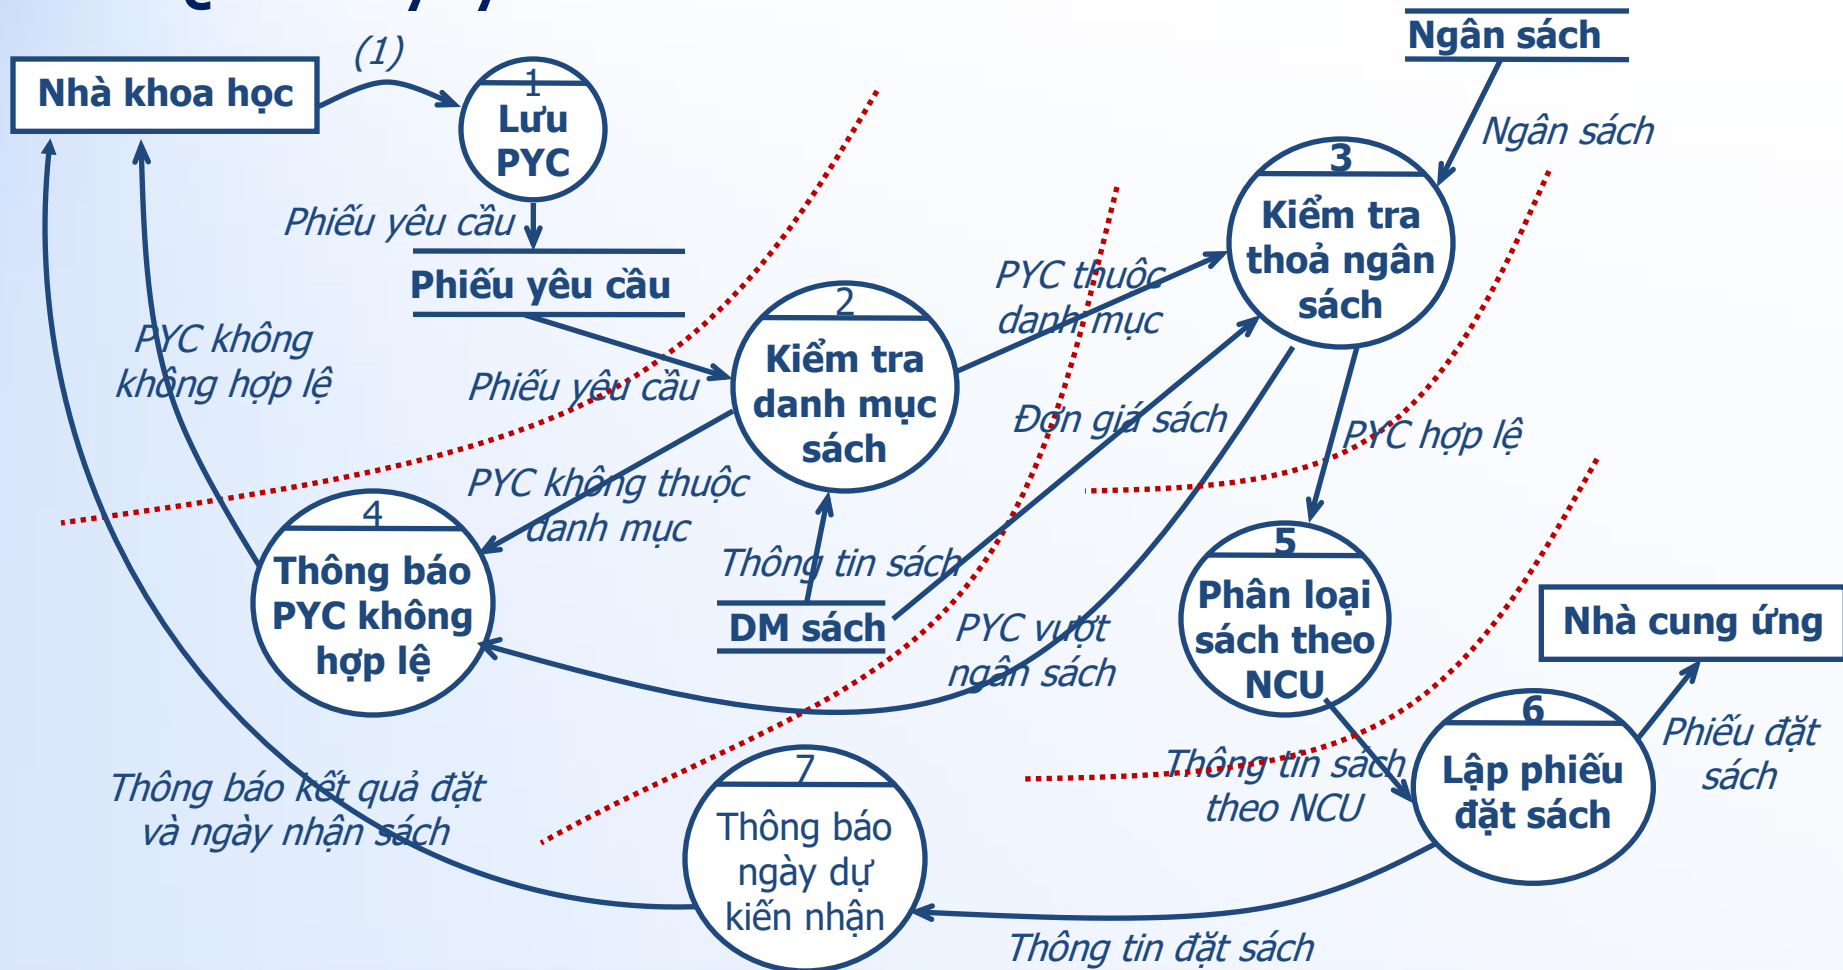 Ngân sách
(1)
Nhà khoa học
1
Lưu
PYC
Ngân sách
3
Kiểm tra
thoả ngân
sách
Phiếu yêu cầu
Phiếu yêu cầu
2
Kiểm tra
danh mục
sách
PYC thuộc
danh mục
PYC không
không hợp lệ
Phiếu yêu cầu
Đơn giá sách
PYC hợp lệ
PYC không thuộc
danh mục
4
Thông báo
PYC không
hợp lệ
Thông tin sách
DM sách
PYC vượt
ngân sách
5
Phân loại
sách theo
NCU
Nhà cung ứng
6
Lập phiếu
đặt sách
Phiếu đặt
sách
Thông tin sách
theo NCU
Thông báo kết quả đặt
và ngày nhận sách
7
Thông báo
ngày dự
kiến nhận
Thông tin đặt sách